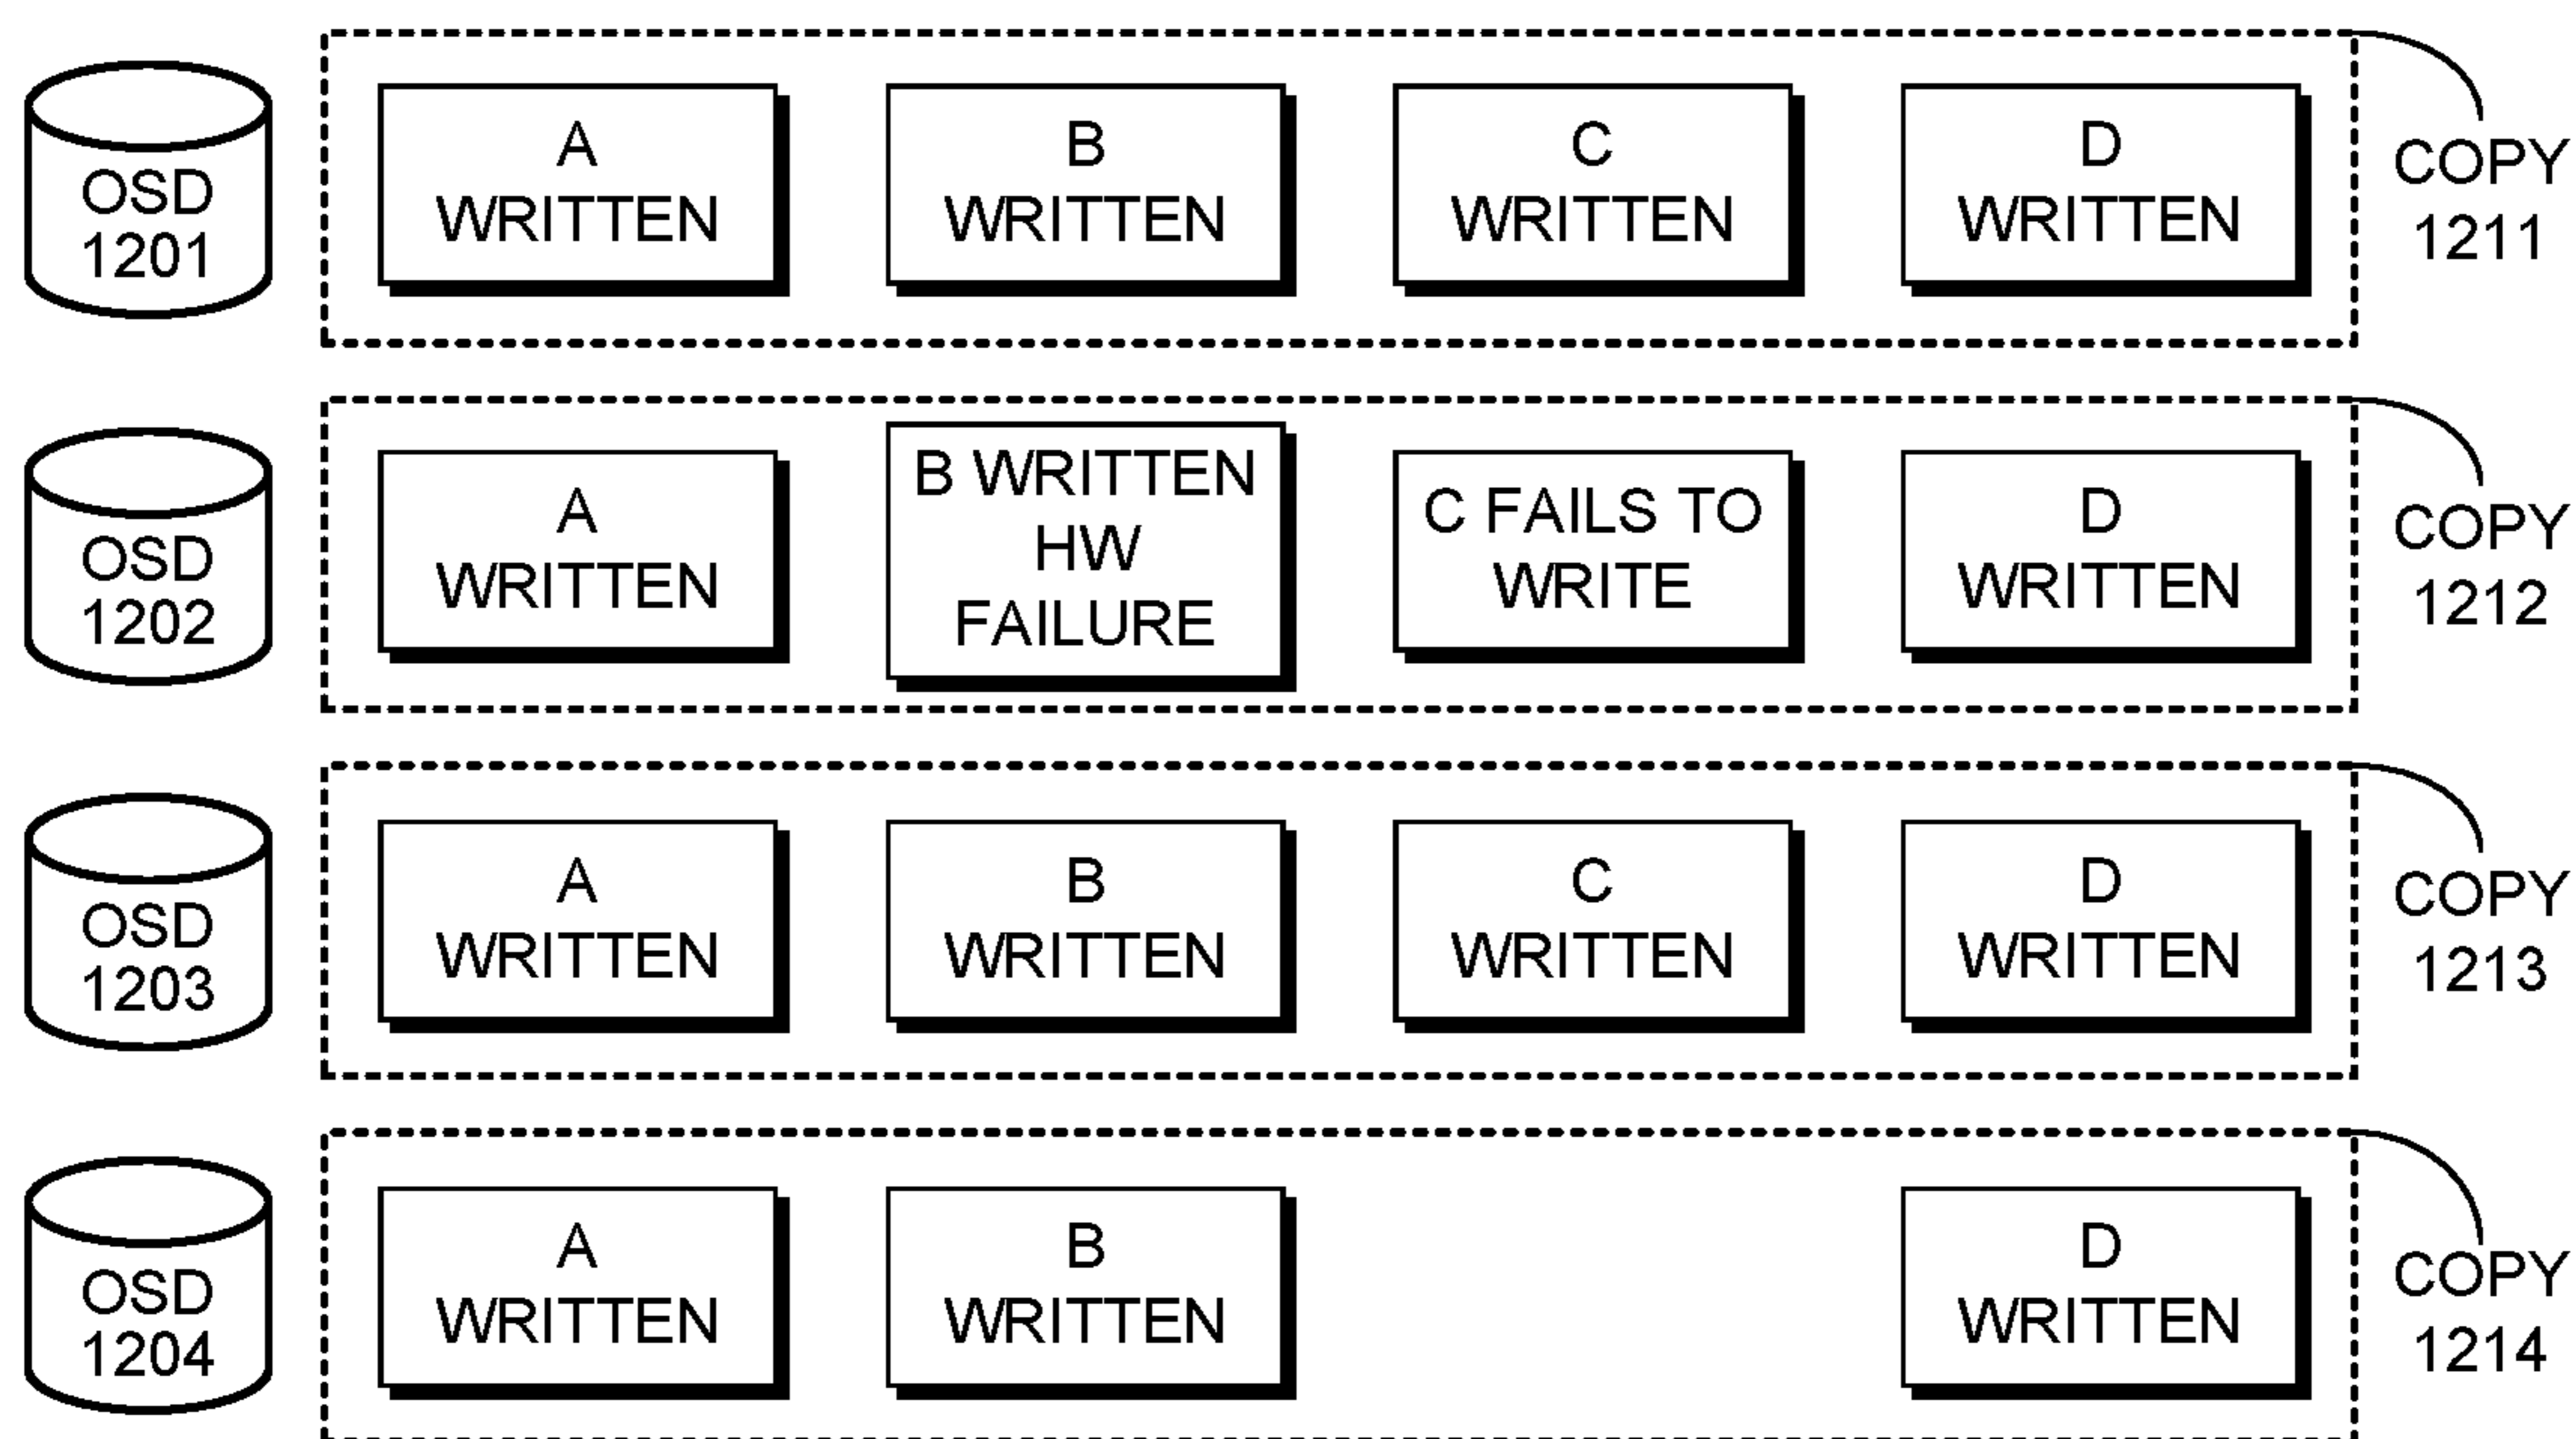 OSD
1201
A
WRITTEN
B
WRITTEN
C
WRITTEN
D
WRITTEN
COPY
1211
OSD
1202
A
WRITTEN
B WRITTEN
HW
FAILURE
C FAILS TO
WRITE
D
WRITTEN
COPY
1212
OSD
1203
A
WRITTEN
B
WRITTEN
C
WRITTEN
D
WRITTEN
COPY
1213
OSD
1204
A
WRITTEN
B
WRITTEN
D
WRITTEN
COPY
1214